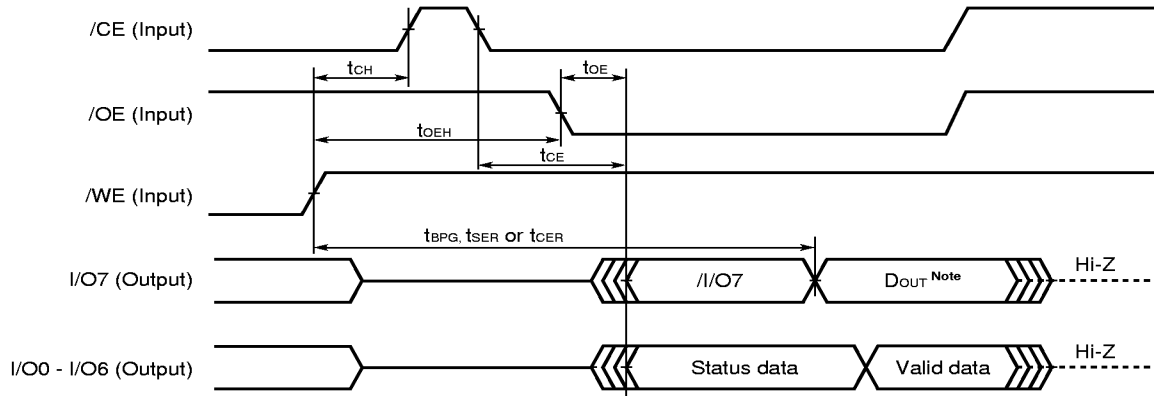 /CE (Input)
tCH
tOE
/OE (Input)
tOEH
tCE
/WE (Input)
tBPG, tSER or tCER
I/O7 (Output)
/I/O7
DOUT Note
Hi-Z
I/O0 - I/O6 (Output)
Status data
Valid data
Hi-Z